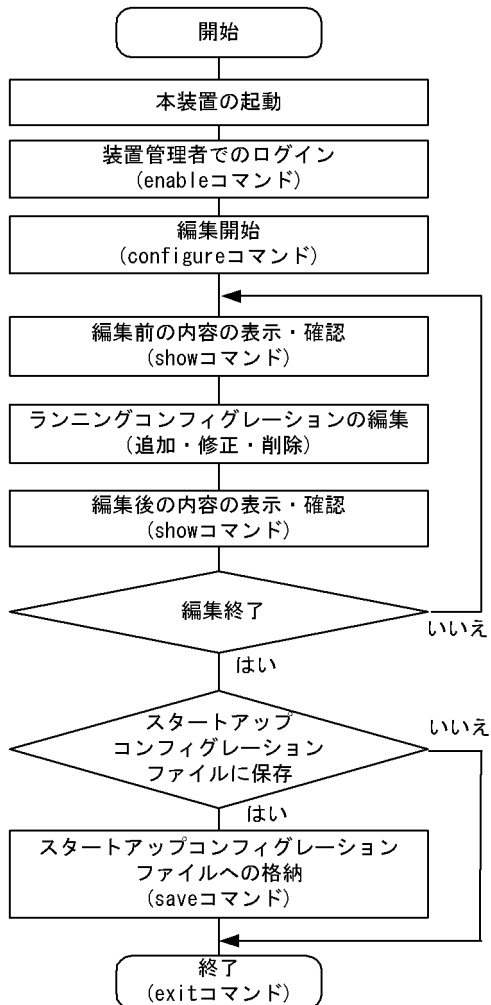 開始
本装置の起動
装置管理者でのログイン
(enableコマンド)
編集開始
(configureコマンド)
編集前の内容の表示・確認
(showコマンド)
ランニングコンフィグレーションの編集
(追加・修正・削除)
編集後の内容の表示・確認
(showコマンド)
編集終了
いいえ
はい
スタートアップ
コンフィグレーション
ファイルに保存
いいえ
はい
スタートアップコンフィグレーション
ファイルへの格納
(saveコマンド)
終了
(exitコマンド)